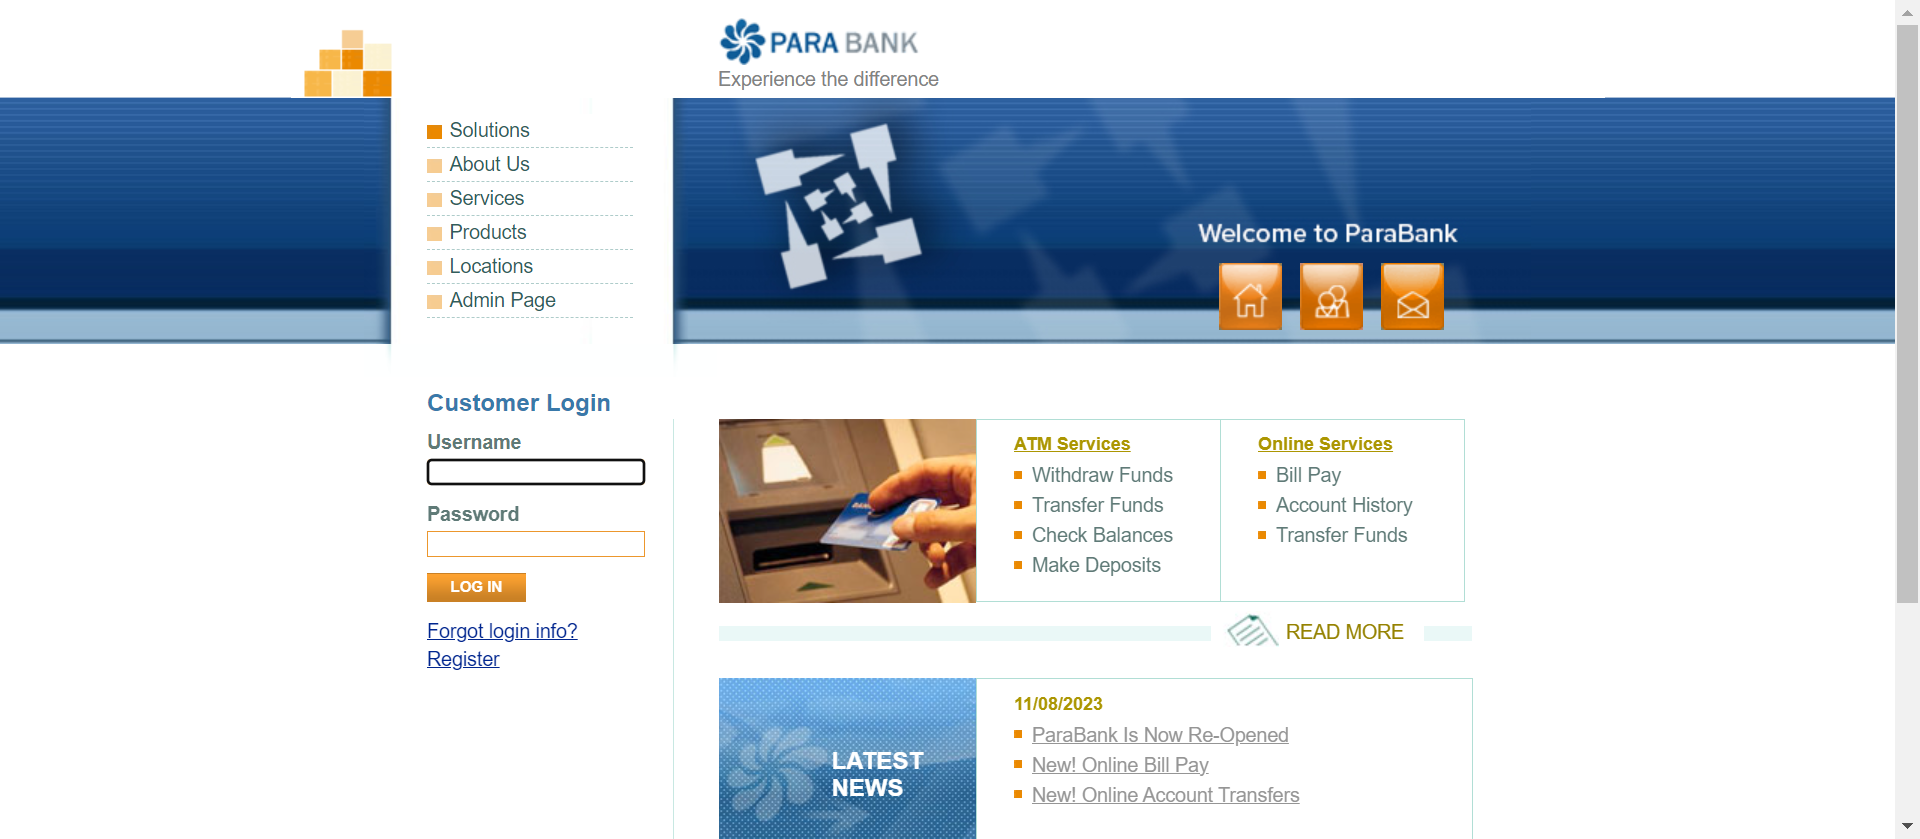 PARA BANK
Experience the difference
Solutions
About Us
Services
Products
Locations
Admin Page
Welcome to ParaBank
Customer Login
Username
Password
LOG IN
Forgot login info?
Register
ATM Services
Withdraw Funds
Transfer Funds
Check Balances
Make Deposits
Online Services
Bill Pay
Account History
Transfer Funds
READ MORE
LATEST
NEWS
11/08/2023
ParaBank Is Now Re-Opened
New! Online Bill Pay
New! Online Account Transfers